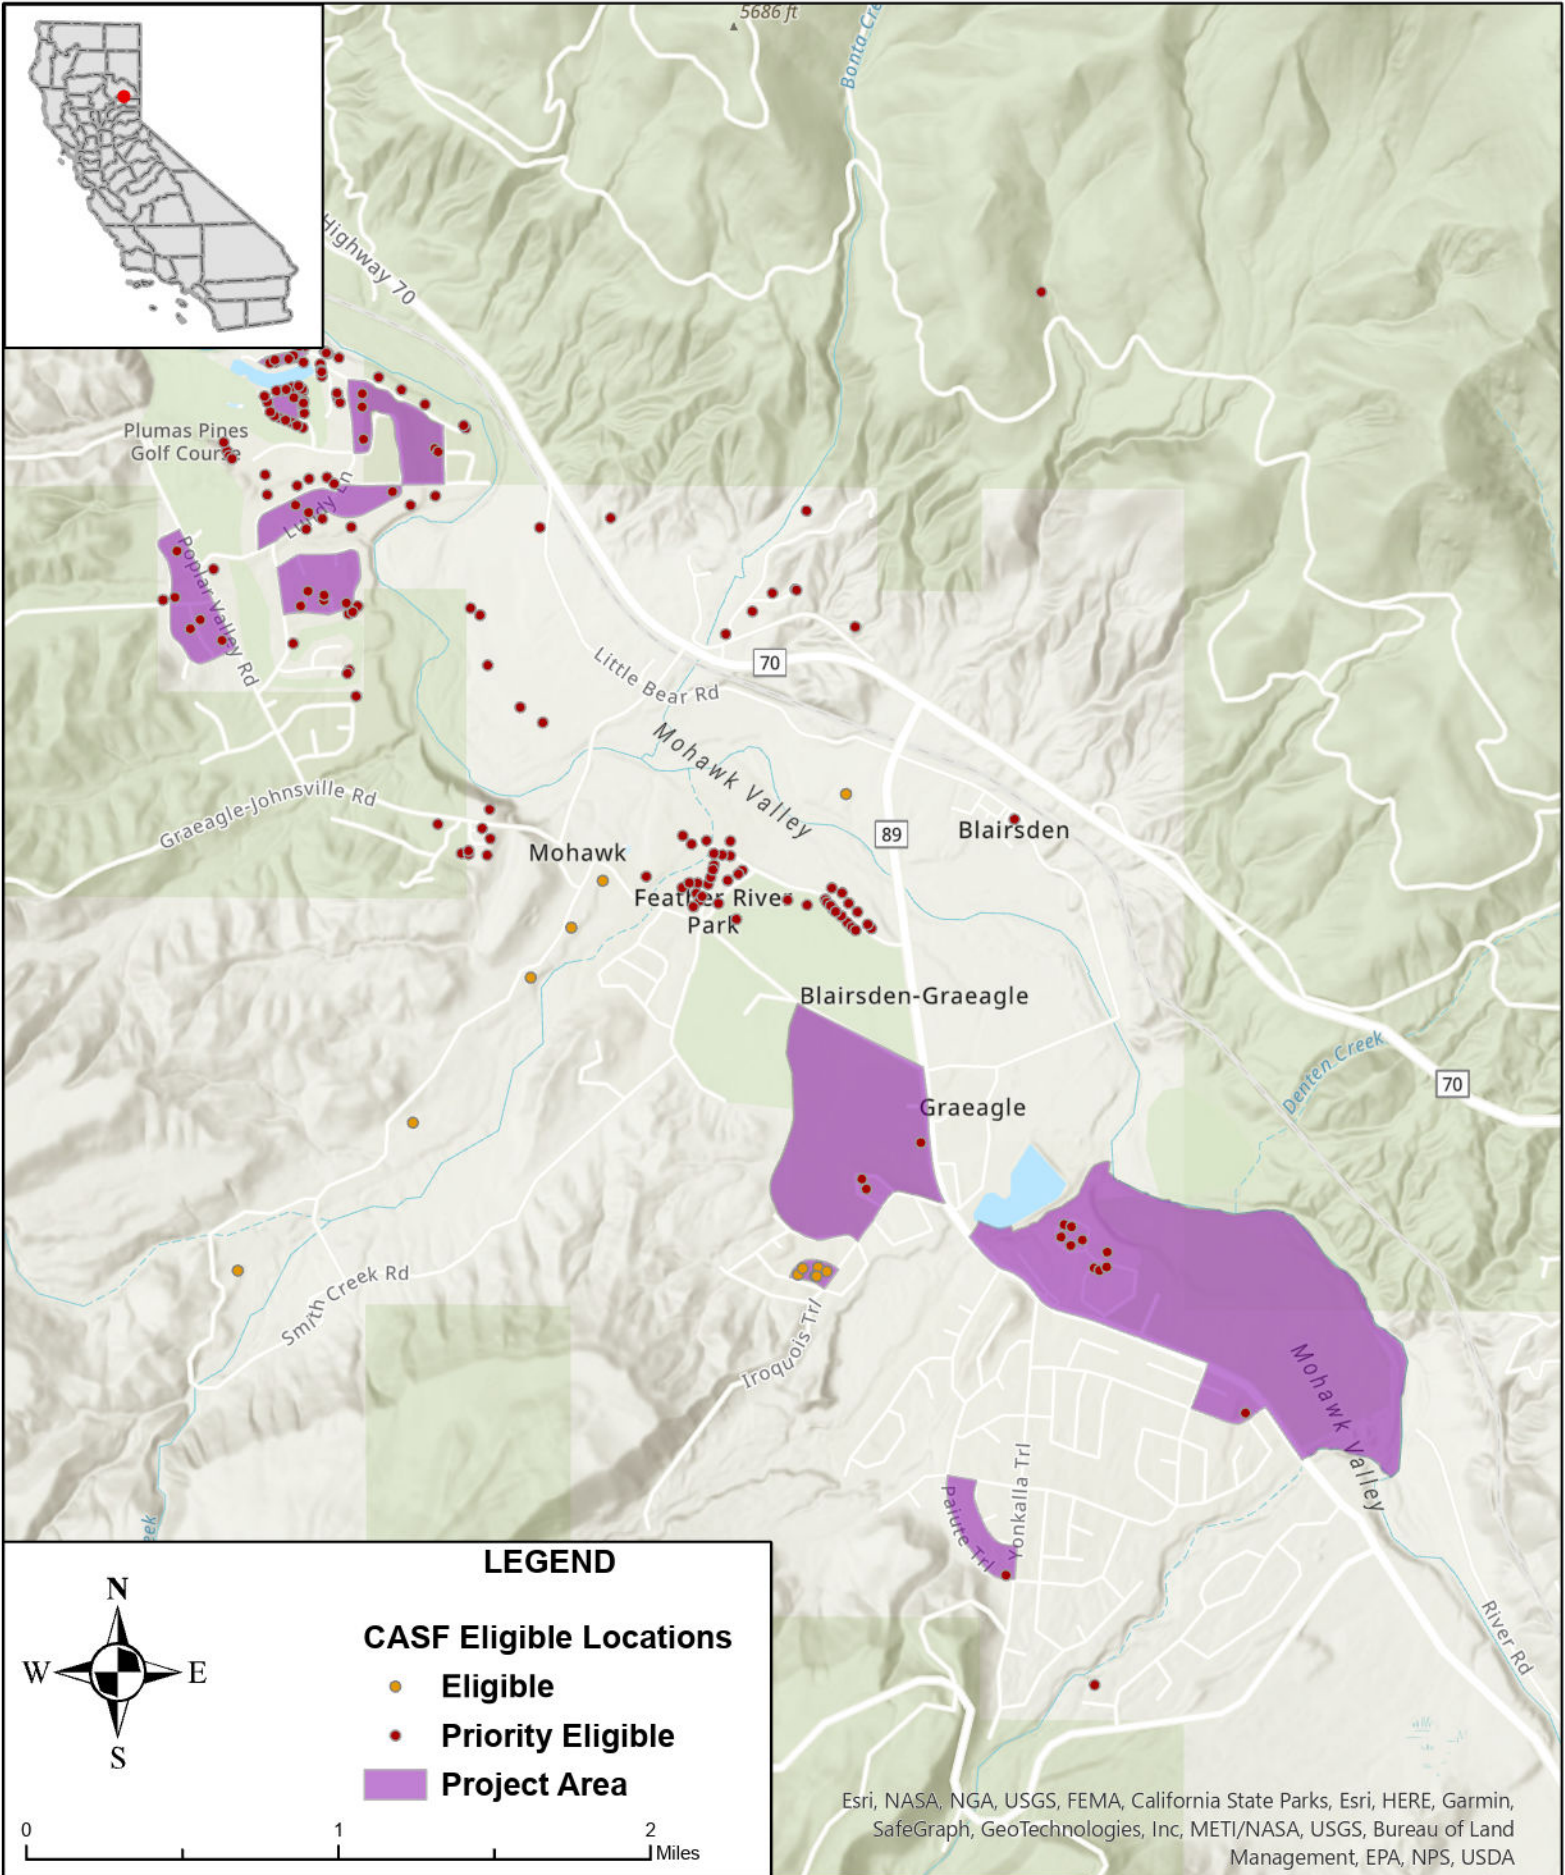 5686 ft
Bonta Cre
Highway 70
Plumas Pines
Golf Course
Lundy Ln
Poplar Valley Rd
70
Little Bear Rd
Mohawk Valley
Graeagle-Johnsville Rd
89
Blairsden
Mohawk
Feather River
Park
Blairsden-Graeagle
Denten Creek
70
Graeagle
Smith Creek Rd
Iroquois Trl
Mohawk Valley
Yonkalla Trl
Paiute Trl
eek
River Rd
LEGEND
N
W
E
S
CASF Eligible Locations
Eligible
Priority Eligible
Project Area
0 1 2
Miles
Esri, NASA, NGA, USGS, FEMA, California State Parks, Esri, HERE, Garmin,
SafeGraph, GeoTechnologies, Inc, METI/NASA, USGS, Bureau of Land
Management, EPA, NPS, USDA